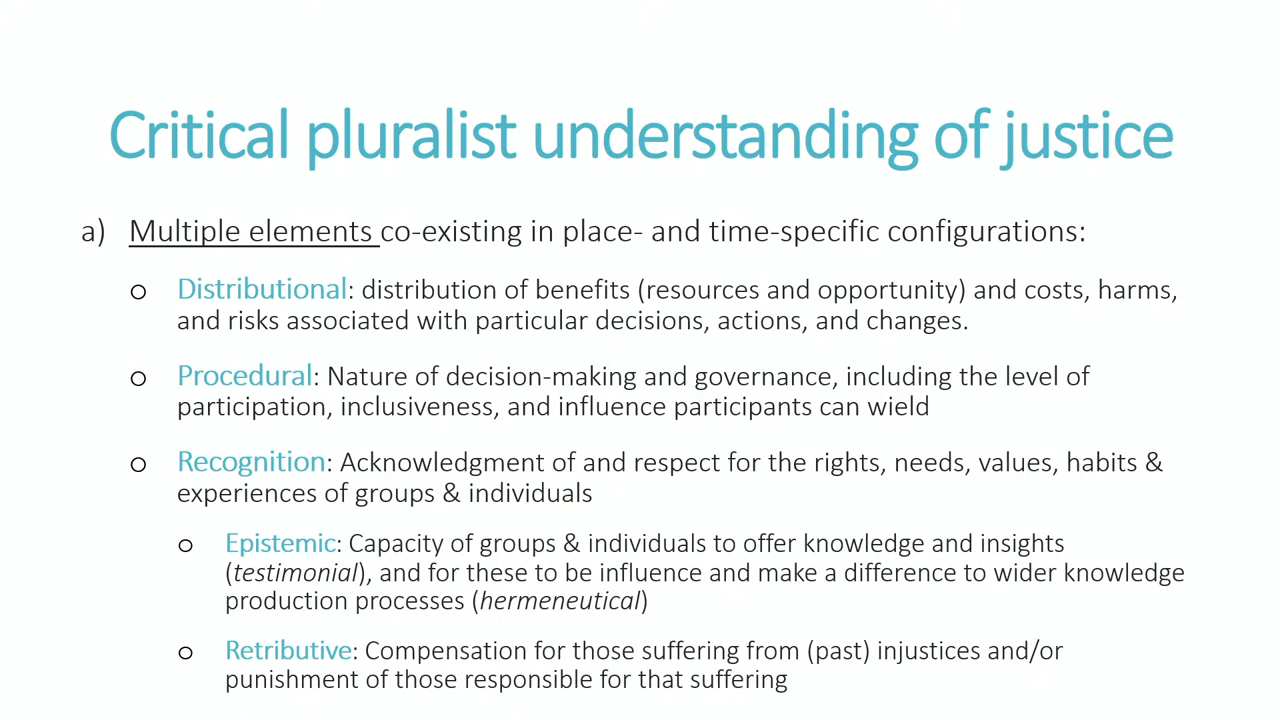 Critical pluralist understanding of justice
a) Multiple elements co-existing in place- and time-specific configurations:
o Distributional: distribution of benefits (resources and opportunity) and costs, harms,
and risks associated with particular decisions, actions, and changes.
o Procedural: Nature of decision-making and governance, including the level of
participation, inclusiveness, and influence participants can wield
o Recognition: Acknowledgment of and respect for the rights, needs, values, habits &
experiences of groups & individuals
o Epistemic: Capacity of groups & individuals to offer knowledge and insights
(testimonial), and for these to be influence and make a difference to wider knowledge
production processes (hermeneutical)
o Retributive: Compensation for those suffering from (past) injustices and/or
punishment of those responsible for that suffering